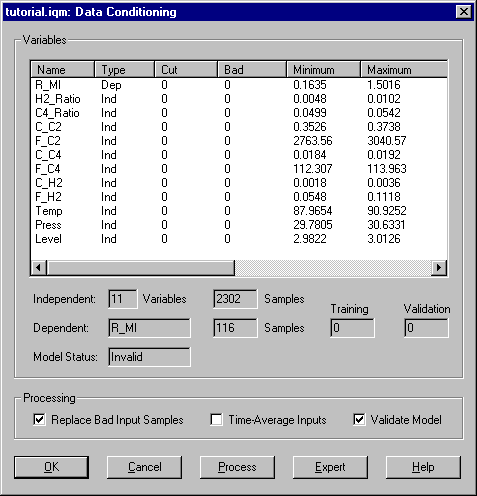 tutorial.iqm: Data Conditioning
Variables
Name Type Cut Bad Minimum Maximum
R_MI Dep 0 0 0.1635 1.5016
H2_Ratio Ind 0 0 0.0048 0.0102
C4_Ratio Ind 0 0 0.0499 0.0542
C_C2 Ind 0 0 0.3526 0.3738
F_C2 Ind 0 0 2763.56 3040.57
C_C4 Ind 0 0 0.0184 0.0192
F_C4 Ind 0 0 112.307 113.963
C_H2 Ind 0 0 0.0018 0.0036
F_H2 Ind 0 0 0.0548 0.1118
Temp Ind 0 0 87.9654 90.9252
Press Ind 0 0 29.7805 30.6331
Level Ind 0 0 2.9822 3.0126
Independent: 11 Variables 2302 Samples
Training Validation
Dependent: R_MI 116 Samples 0 0
Model Status: Invalid
Processing
Replace Bad Input Samples Time-Average Inputs Validate Model
OK Cancel Process Expert Help